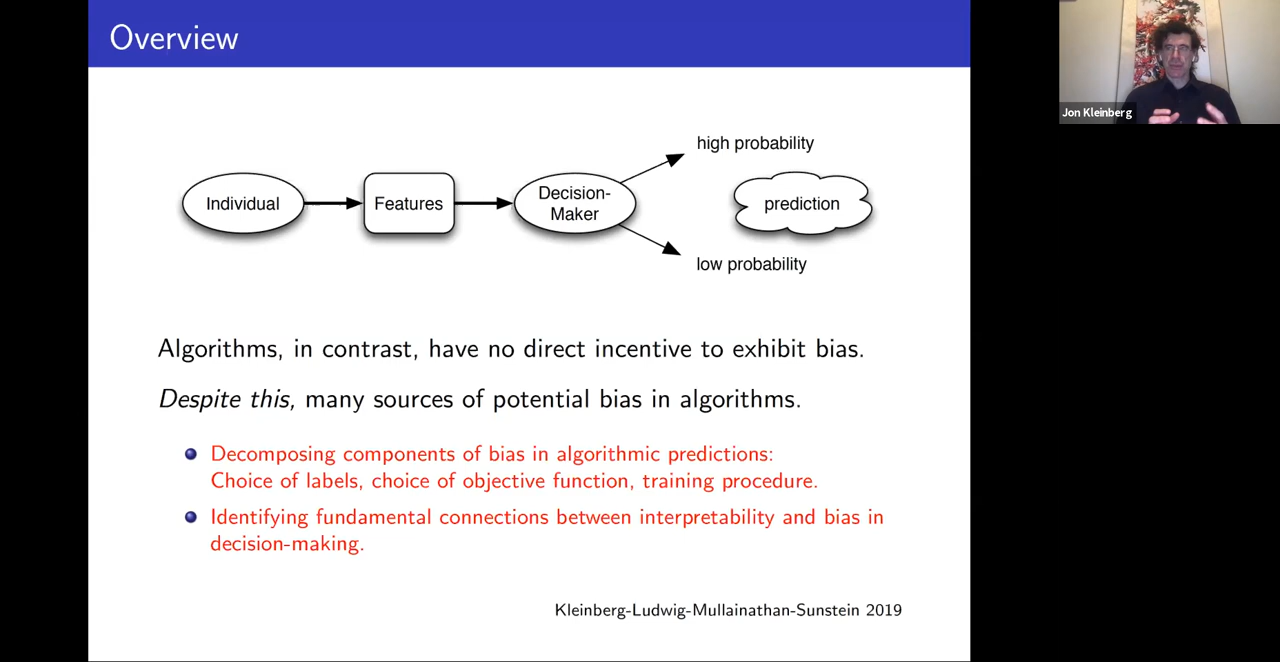 Overview
Jon Kleinberg
high probability
Individual
Features
Decision-
Maker
prediction
low probability
Algorithms, in contrast, have no direct incentive to exhibit bias.
Despite this, many sources of potential bias in algorithms.
Decomposing components of bias in algorithmic predictions:
Choice of labels, choice of objective function, training procedure.
Identifying fundamental connections between interpretability and bias in
decision-making.
Kleinberg-Ludwig-Mullainathan-Sunstein 2019